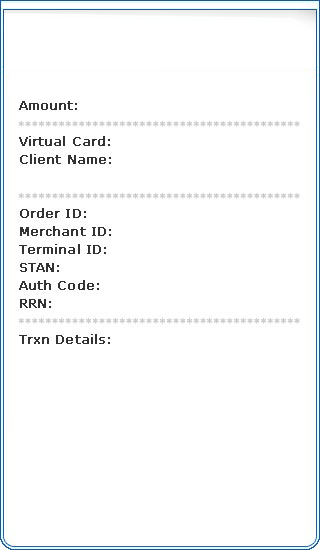 Amount:
****************************************
Virtual Card:
Client Name:
****************************************
Order ID:
Merchant ID:
Terminal ID:
STAN:
Auth Code:
RRN:
****************************************
Trxn Details: